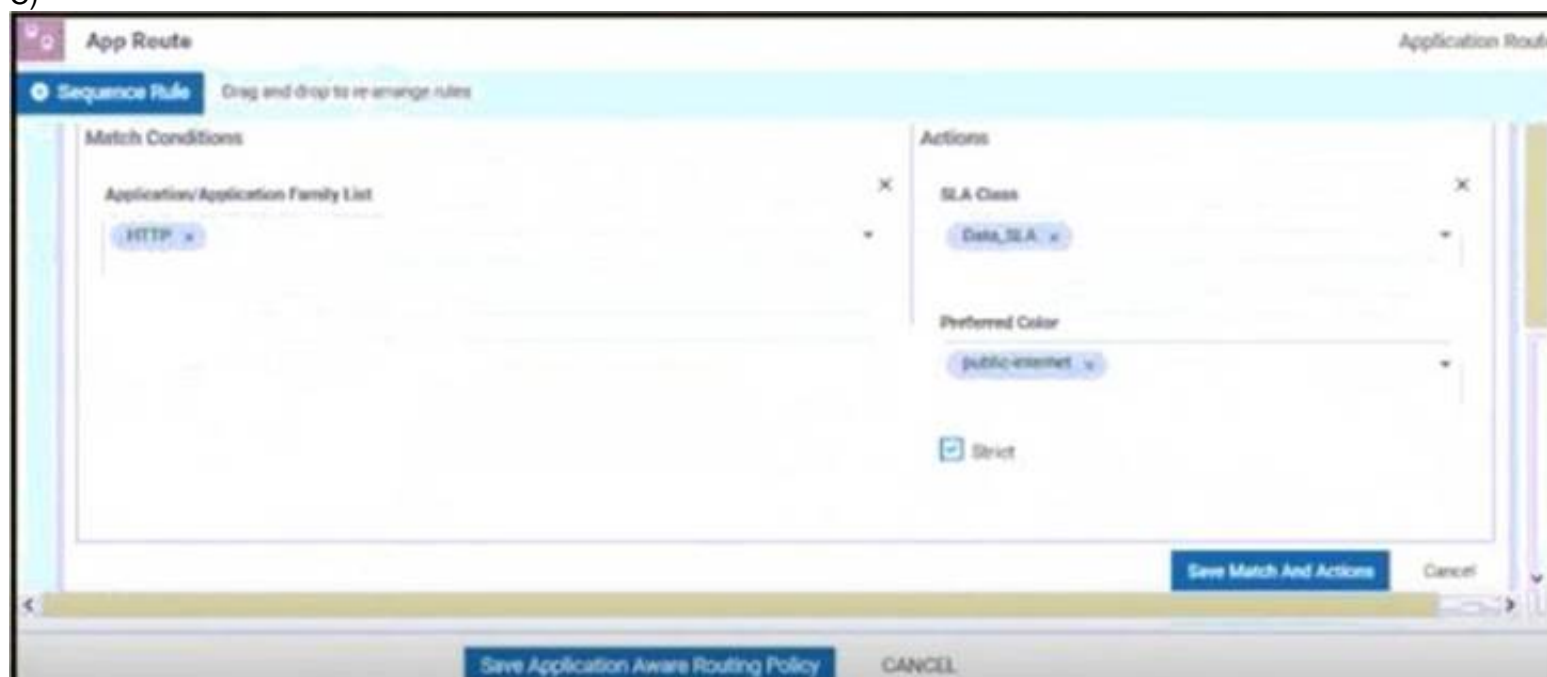 App Route
Application Rout
Sequence Rule Drag and drop to re-arrange rules
Match Conditions
Actions
Application/Application Family List
SLA Class
HTTP ×
Data_SLA ×
Preferred Color
public-internet ×
Strict
Save Match And Actions Cancel
Save Application Aware Routing Policy CANCEL